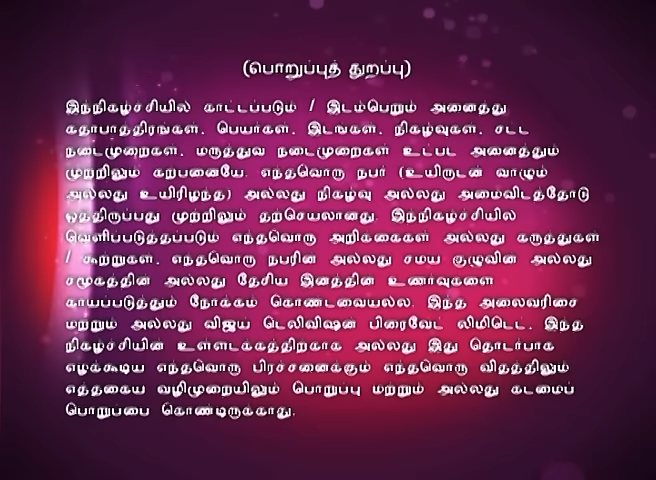 (பொறுப்புத் துறப்பு)
இந்நிகழ்ச்சியில் காட்டப்படும் / இடம்பெறும் அனைத்து
கதாபாத்திரங்கள், பெயர்கள், இடங்கள், நிகழ்வுகள், சட்ட
நடைமுறைகள், மருத்துவ நடைமுறைகள் உட்பட அனைத்தும்
முற்றிலும் கற்பனையே. எந்தவொரு நபர் (உயிருடன் வாழும்
அல்லது உயிரிழந்த) அல்லது நிகழ்வு அல்லது அமைவிடத்தோடு
ஒத்திருப்பது முற்றிலும் தற்செயலானது. இந்நிகழ்ச்சியில்
வெளிப்படுத்தப்படும் எந்தவொரு அறிக்கைகள் அல்லது கருத்துகள்
/ கூற்றுகள், எந்தவொரு நபரின் அல்லது சமய குழுவின் அல்லது
சமூகத்தின் அல்லது தேசிய இனத்தின் உணர்வுகளை
காயப்படுத்தும் நோக்கம் கொண்டவையல்ல. இந்த அலைவரிசை
மற்றும் அல்லது விஜய் டெலிவிஷன் பிரைவேட் லிமிடெட், இந்த
நிகழ்ச்சியின் உள்ளடக்கத்திற்காக அல்லது இது தொடர்பாக
எழக்கூடிய எந்தவொரு பிரச்சனைக்கும் எந்தவொரு விதத்திலும்
எத்தகைய வழிமுறையிலும் பொறுப்பு மற்றும் அல்லது கடமைப்
பொறுப்பை கொண்டிருக்காது.